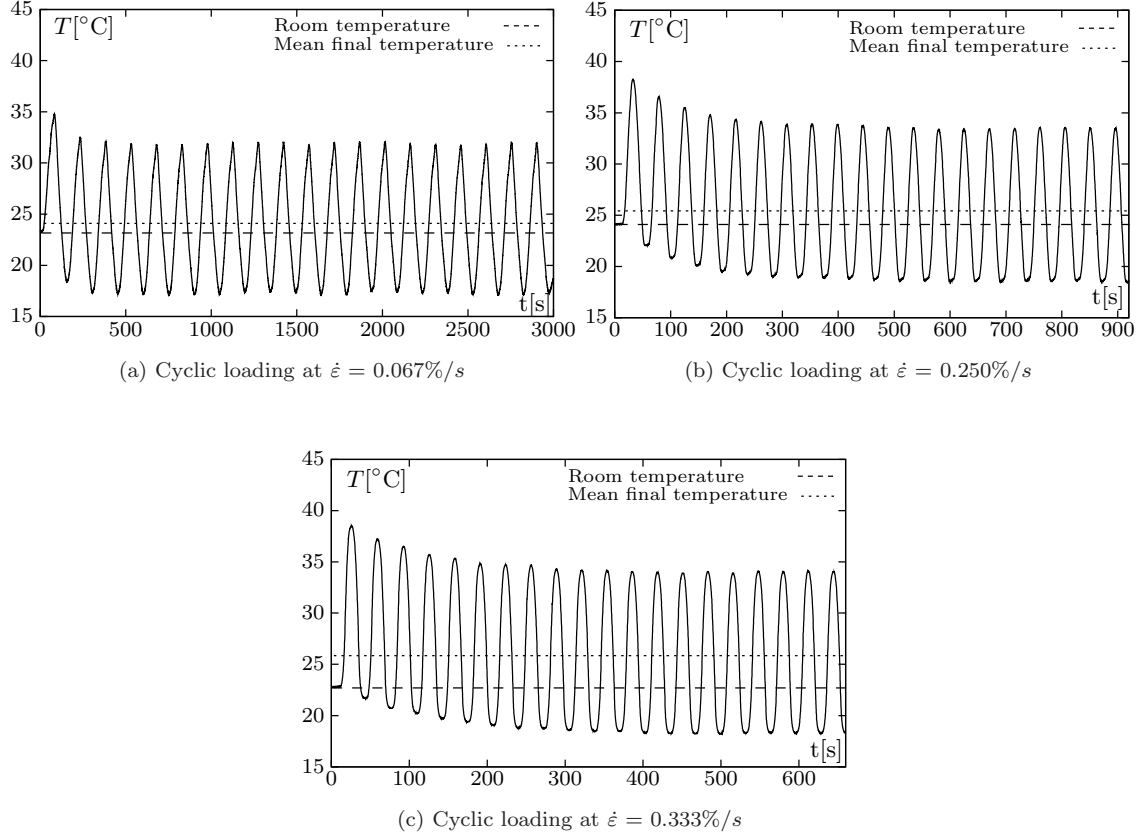 T[°C]
Room temperature
Mean final temperature
45
40
35
30
25
20
15
t[s]
0 500 1000 1500 2000 2500 3000
(a) Cyclic loading at ε̇ = 0.067%/s
T[°C]
Room temperature
Mean final temperature
45
40
35
30
25
20
15
t[s]
0 100 200 300 400 500 600 700 800 900
(b) Cyclic loading at ε̇ = 0.250%/s
T[°C]
Room temperature
Mean final temperature
45
40
35
30
25
20
15
t[s]
0 100 200 300 400 500 600
(c) Cyclic loading at ε̇ = 0.333%/s